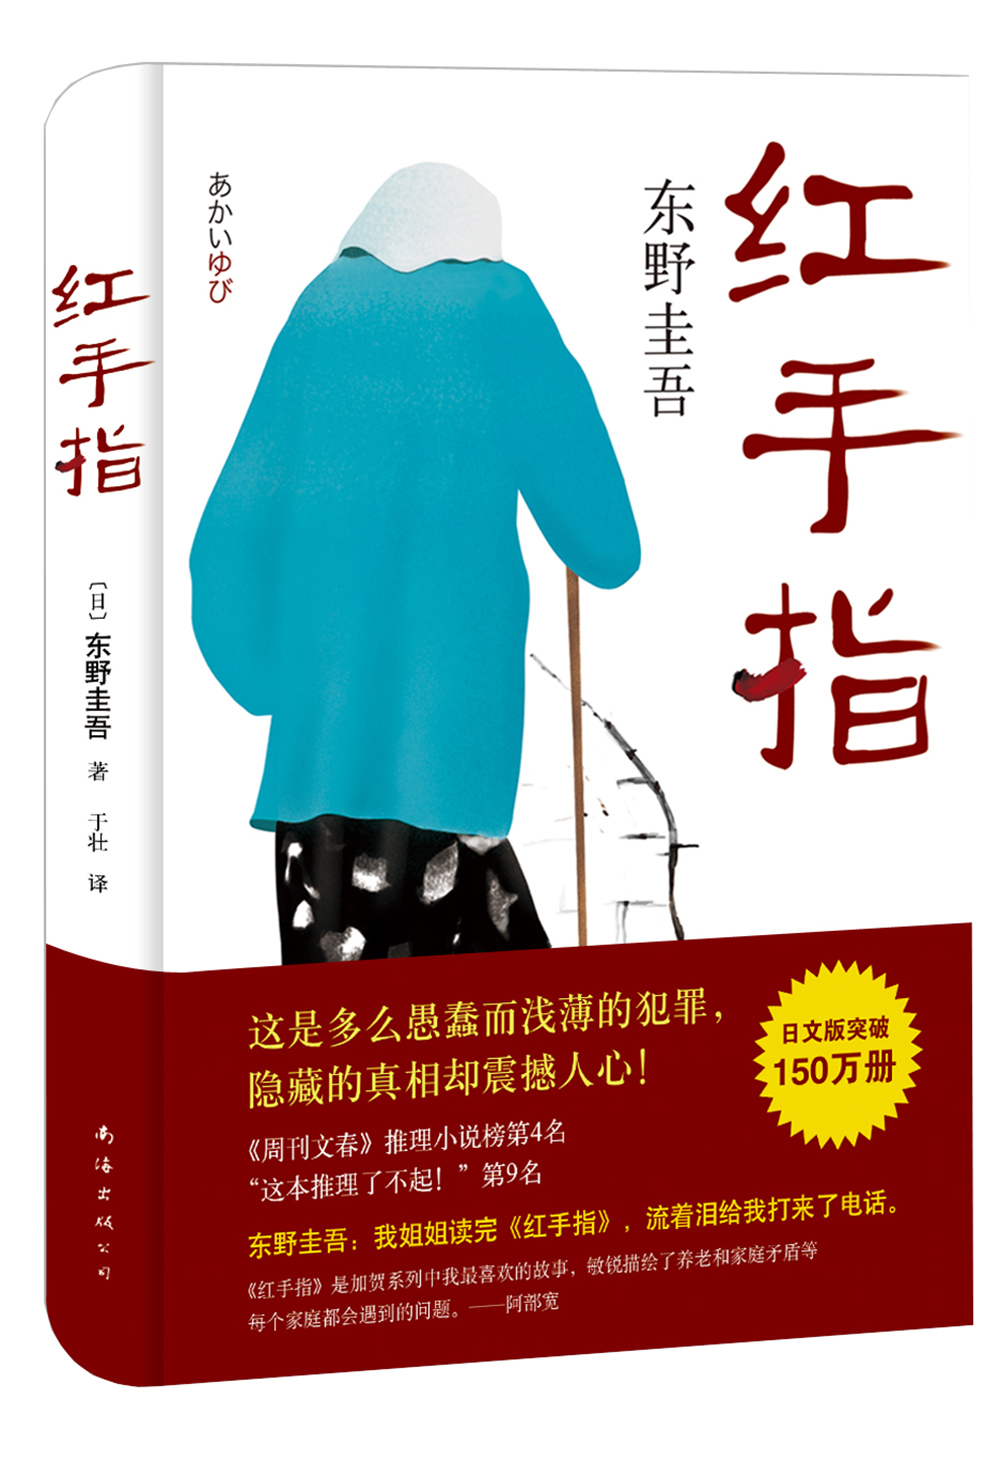 红手指
[日]东野圭吾 著 于壮 译
南海出版公司
红手指
东野圭吾
あかいゆび
这是多么愚蠢而浅薄的犯罪，
隐藏的真相却震撼人心！
日文版突破
150万册
《周刊文春》推理小说榜第4名
“这本推理了不起！”第9名
东野圭吾：我姐姐读完《红手指》，流着泪给我打来了电话。
《红手指》是加贺系列中我最喜欢的故事，敏锐描绘了养老和家庭矛盾等
每个家庭都会遇到的问题。——阿部宽